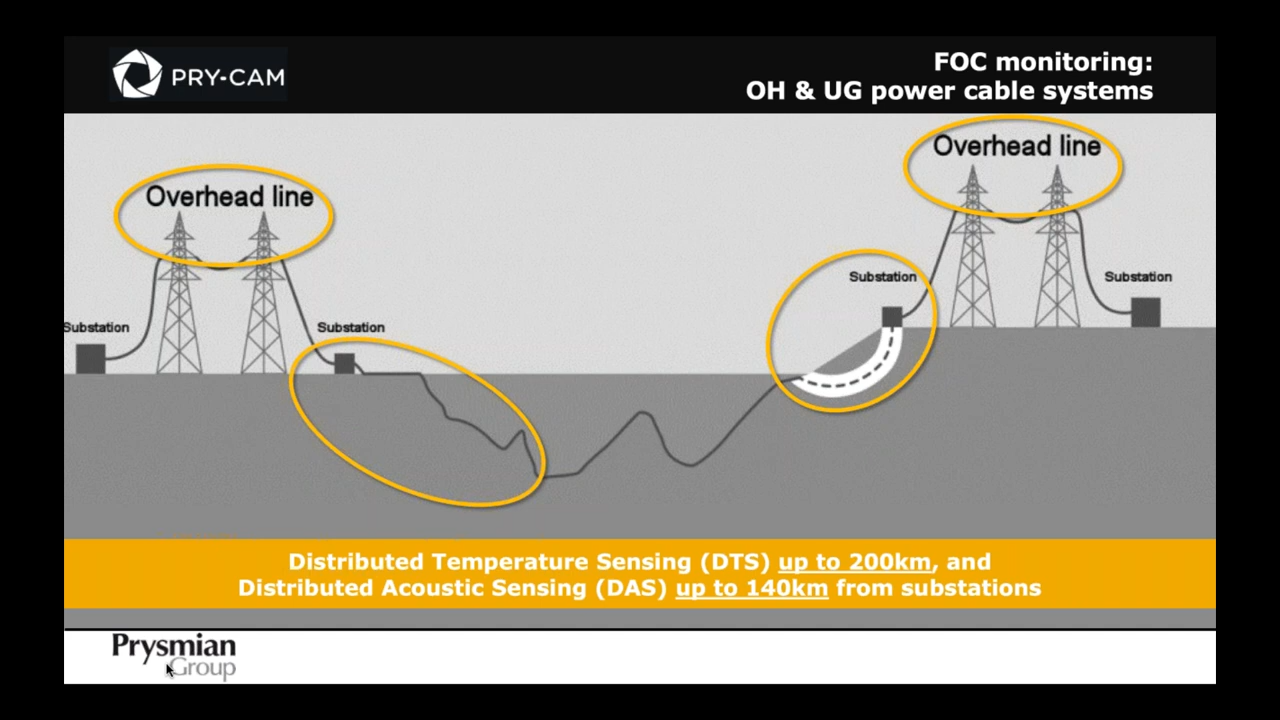 PRY-CAM
FOC monitoring:
OH & UG power cable systems
Overhead line
Overhead line
Substation
Substation
Substation
Substation
Distributed Temperature Sensing (DTS) up to 200km, and
Distributed Acoustic Sensing (DAS) up to 140km from substations
Prysmian
Group